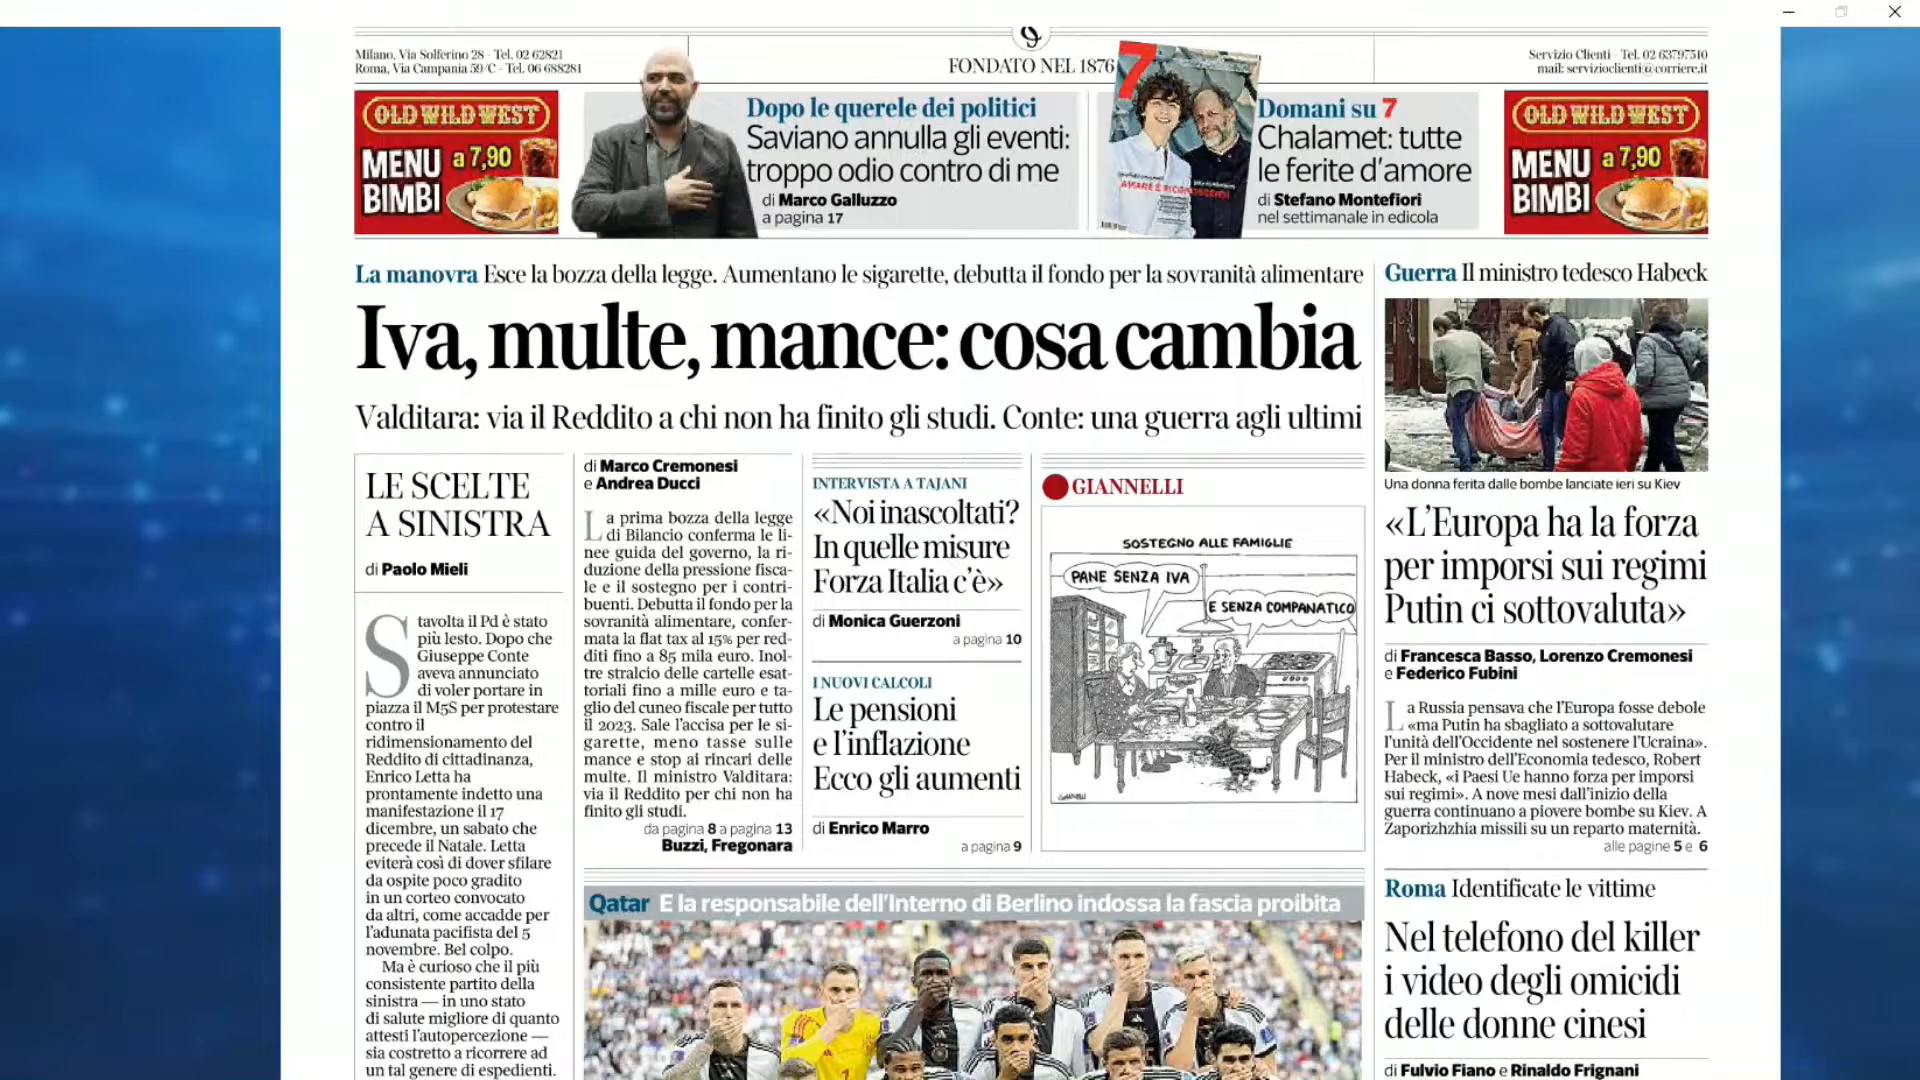 Milano, Via Solferino 28 - Tel. 02 62821
Roma, Via Campania 59/C - Tel. 06 688281
FONDATO NEL 1876
Servizio Clienti - Tel. 02 63797510
mail: servizioclienti@corriere.it
OLD WILD WEST
MENU a 7,90
BIMBI
Dopo le querele dei politici
Saviano annulla gli eventi:
troppo odio contro di me
di Marco Galluzzo
a pagina 17
7
Domani su 7
Chalamet: tutte
le ferite d'amore
di Stefano Montefiori
nel settimanale in edicola
OLD WILD WEST
MENU a 7,90
BIMBI
La manovra Esce la bozza della legge. Aumentano le sigarette, debutta il fondo per la sovranità alimentare
Iva, multe, mance: cosa cambia
Valditara: via il Reddito a chi non ha finito gli studi. Conte: una guerra agli ultimi
LE SCELTE
A SINISTRA
di Paolo Mieli
Stavolta il Pd è stato
più lesto. Dopo che
Giuseppe Conte
aveva annunciato
di voler portare in
piazza il M5S per protestare
contro il
ridimensionamento del
Reddito di cittadinanza,
Enrico Letta ha
prontamente indetto una
manifestazione il 17
dicembre, un sabato che
precede il Natale. Letta
eviterà così di dover sfilare
da ospite poco gradito
in un corteo convocato
da altri, come accadde per
l'adunata pacifista del 5
novembre. Bel colpo.
Ma è curioso che il più
consistente partito della
sinistra — in uno stato
di salute migliore di quanto
attesti l'autopercezione —
sia costretto a ricorrere ad
un tal genere di espedienti.
di Marco Cremonesi
e Andrea Ducci
La prima bozza della legge
di Bilancio conferma le li-
nee guida del governo, la ri-
duzione della pressione fisca-
le e il sostegno per i contri-
buenti. Debutta il fondo per la
sovranità alimentare, confer-
mata la flat tax al 15% per red-
diti fino a 85 mila euro. Inol-
tre stralcio delle cartelle esat-
toriali fino a mille euro e ta-
glio del cuneo fiscale per tutto
il 2023. Sale l'accisa per le si-
garette, meno tasse sulle
mance e stop ai rincari delle
multe. Il ministro Valditara:
via il Reddito per chi non ha
finito gli studi.
da pagina 8 a pagina 13
Buzzi, Fregonara
INTERVISTA A TAJANI
«Noi inascoltati?
In quelle misure
Forza Italia c'è»
di Monica Guerzoni
a pagina 10
I NUOVI CALCOLI
Le pensioni
e l'inflazione
Ecco gli aumenti
di Enrico Marro
a pagina 9
GIANNELLI
SOSTEGNO ALLE FAMIGLIE
PANE SENZA IVA
E SENZA COMPANATICO
GIANNELLI
Qatar E la responsabile dell'Interno di Berlino indossa la fascia proibita
Guerra Il ministro tedesco Habeck
Una donna ferita dalle bombe lanciate ieri su Kiev
«L'Europa ha la forza
per imporsi sui regimi
Putin ci sottovaluta»
di Francesca Basso, Lorenzo Cremonesi
e Federico Fubini
La Russia pensava che l'Europa fosse debole
«ma Putin ha sbagliato a sottovalutare
l'unità dell'Occidente nel sostenere l'Ucraina».
Per il ministro dell'Economia tedesco, Robert
Habeck, «i Paesi Ue hanno forza per imporsi
sui regimi». A nove mesi dall'inizio della
guerra continuano a piovere bombe su Kiev. A
Zaporizhzhia missili su un reparto maternità.
alle pagine 5 e 6
Roma Identificate le vittime
Nel telefono del killer
i video degli omicidi
delle donne cinesi
di Fulvio Fiano e Rinaldo Frignani